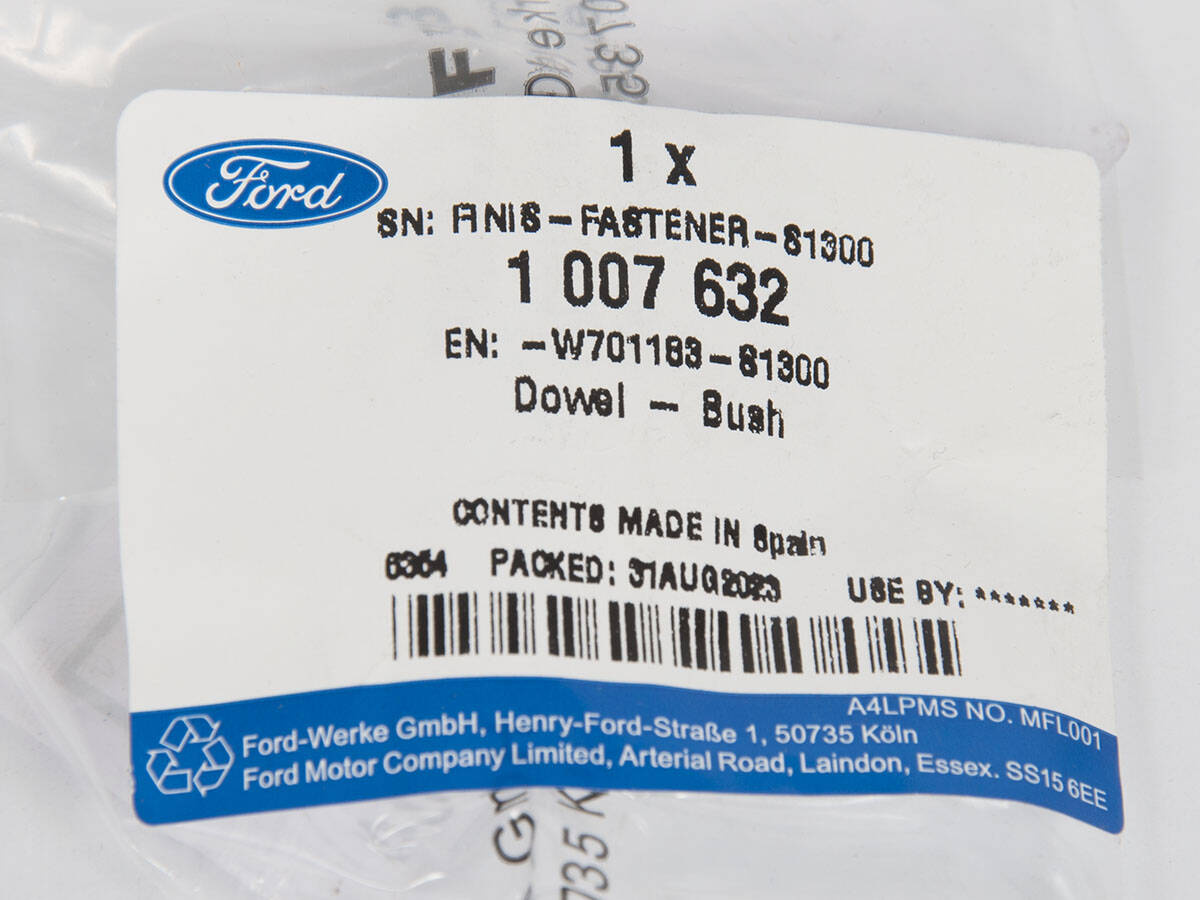 Ford
1 x
SN: FINIS-FASTENER-S1300
1 007 632
EN: -W701183-S1300
Dowel - Bush
CONTENTS MADE IN Spain
6364 PACKED: 31AUG2023 USE BY: *******
A4LPMS NO. MFL001
Ford-Werke GmbH, Henry-Ford-Straße 1, 50735 Köln
Ford Motor Company Limited, Arterial Road, Laindon, Essex. SS15 6EE